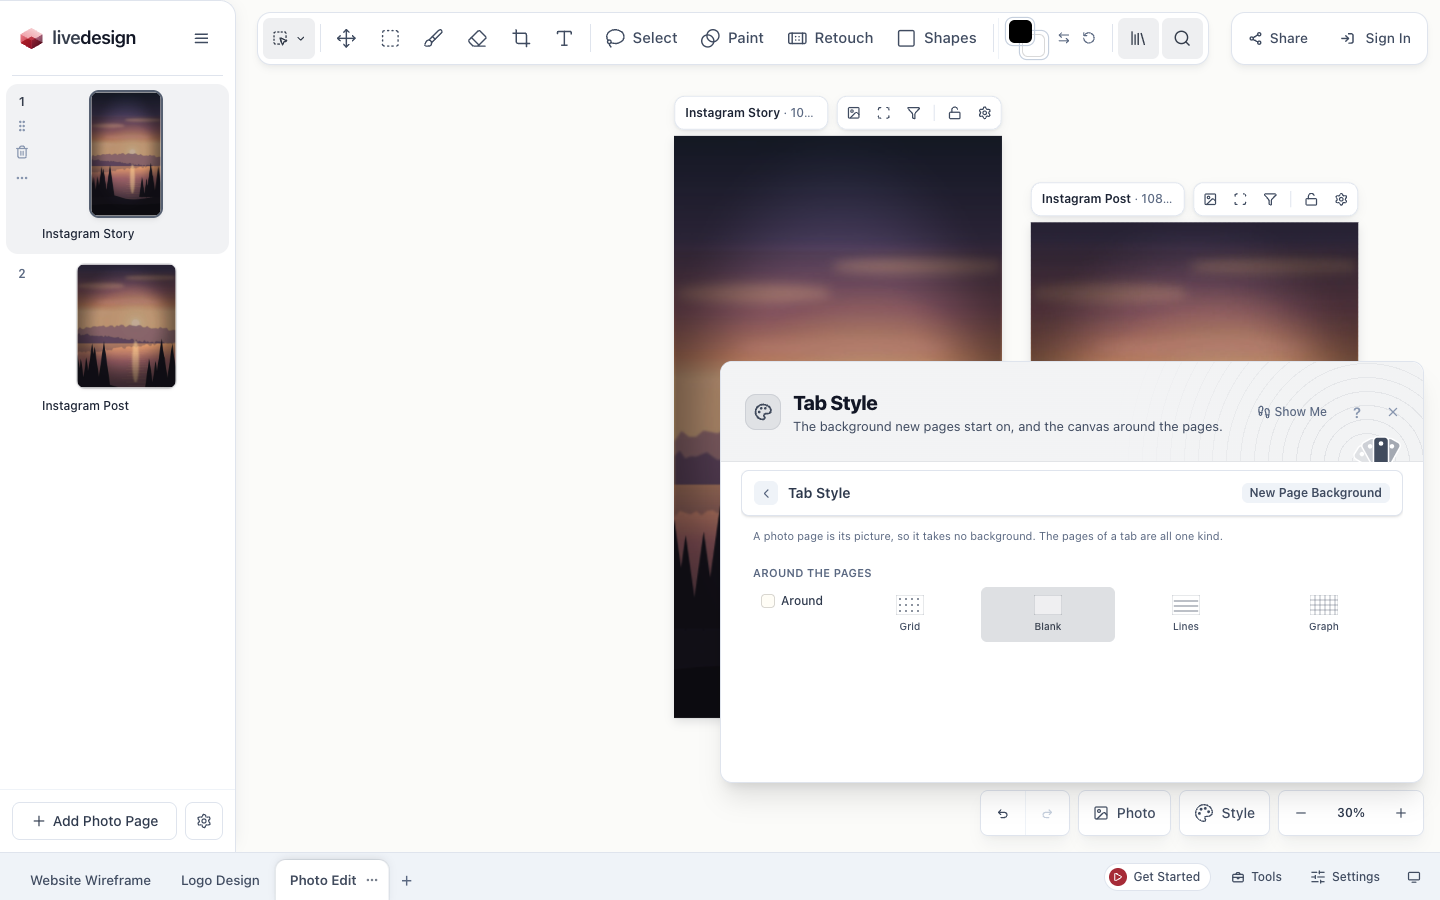 livedesign
Select
Paint
Retouch
Shapes
Share
Sign In
1
Instagram Story
2
Instagram Post
Instagram Story · 10...
Instagram Post · 108...
Tab Style
The background new pages start on, and the canvas around the pages.
Show Me
?
Tab Style
New Page Background
A photo page is its picture, so it takes no background. The pages of a tab are all one kind.
AROUND THE PAGES
Around
Grid
Blank
Lines
Graph
Add Photo Page
Photo
Style
30%
Website Wireframe
Logo Design
Photo Edit
Get Started
Tools
Settings